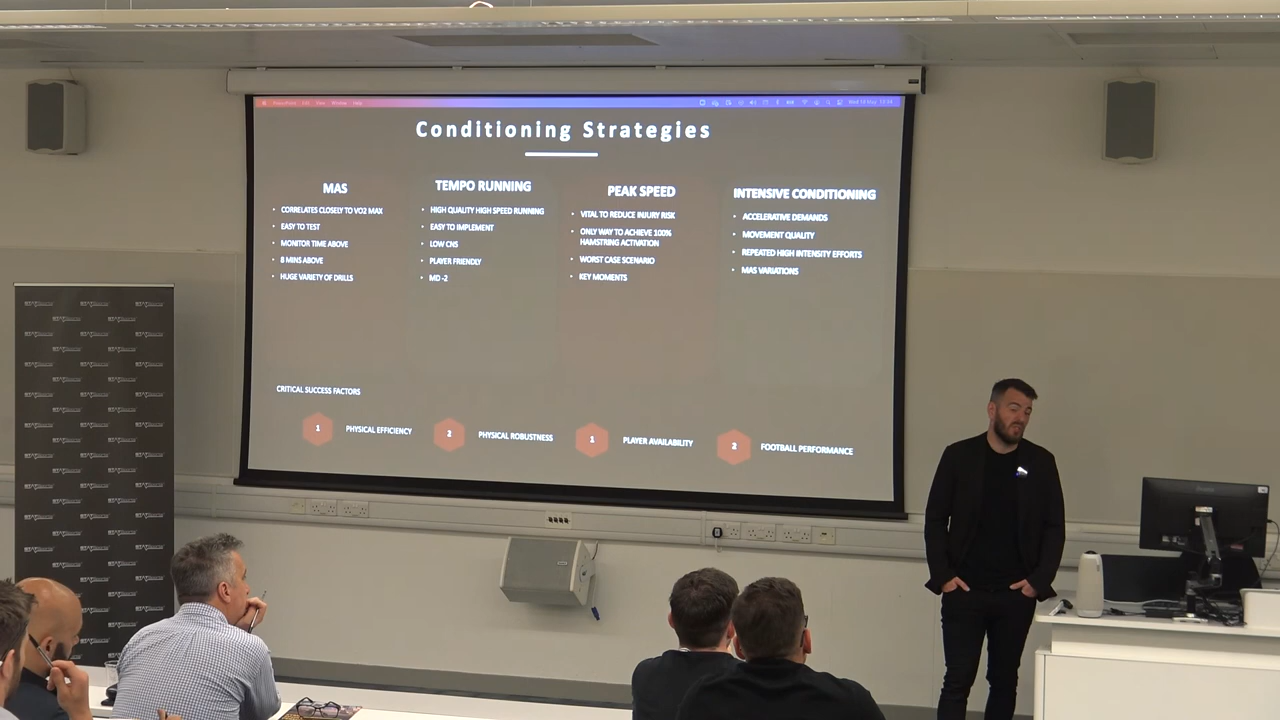 Conditioning Strategies
MAS
CORRELATES CLOSELY TO VO2 MAX
EASY TO TEST
MONITOR TIME ABOVE
8 MINS ABOVE
HUGE VARIETY OF DRILLS
TEMPO RUNNING
HIGH QUALITY HIGH SPEED RUNNING
EASY TO IMPLEMENT
LOW CNS
PLAYER FRIENDLY
MD -2
PEAK SPEED
VITAL TO REDUCE INJURY RISK
ONLY WAY TO ACHIEVE 100%
HAMSTRING ACTIVATION
WORST CASE SCENARIO
KEY MOMENTS
INTENSIVE CONDITIONING
ACCELERATIVE DEMANDS
MOVEMENT QUALITY
REPEATED HIGH INTENSITY EFFORTS
MAS VARIATIONS
CRITICAL SUCCESS FACTORS
1 PHYSICAL EFFICIENCY
2 PHYSICAL ROBUSTNESS
1 PLAYER AVAILABILITY
2 FOOTBALL PERFORMANCE